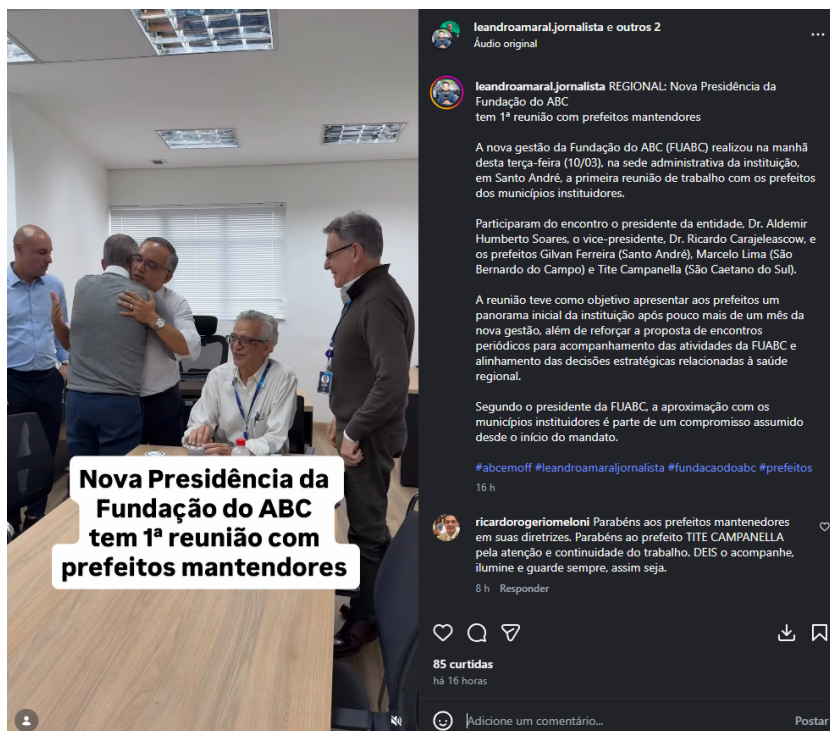 leandroamaral.jornalista e outros 2
Áudio original
leandroamaral.jornalista REGIONAL: Nova Presidência da
Fundação do ABC
tem 1ª reunião com prefeitos mantendores
A nova gestão da Fundação do ABC (FUABC) realizou na manhã
desta terça-feira (10/03), na sede administrativa da instituição,
em Santo André, a primeira reunião de trabalho com os prefeitos
dos municípios instituidores.
Participaram do encontro o presidente da entidade, Dr. Aldemir
Humberto Soares, o vice-presidente, Dr. Ricardo Carajeleascow, e
os prefeitos Gilvan Ferreira (Santo André), Marcelo Lima (São
Bernardo do Campo) e Tite Campanella (São Caetano do Sul).
A reunião teve como objetivo apresentar aos prefeitos um
panorama inicial da instituição após pouco mais de um mês da
nova gestão, além de reforçar a proposta de encontros
periódicos para acompanhamento das atividades da FUABC e
alinhamento das decisões estratégicas relacionadas à saúde
regional.
Segundo o presidente da FUABC, a aproximação com os
municípios instituidores é parte de um compromisso assumido
desde o início do mandato.
#abcemoff #leandroamaraljornalista #fundacaodoabc #prefeitos
16 h
ricardorogeriomeloni Parabéns aos prefeitos mantenedores
em suas diretrizes. Parabéns ao prefeito TITE CAMPANELLA
pela atenção e continuidade do trabalho. DEIS o acompanhe,
ilumine e guarde sempre, assim seja.
8 h Responder
85 curtidas
há 16 horas
Adicione um comentário...
Postar
Nova Presidência da
Fundação do ABC
tem 1ª reunião com
prefeitos mantendores